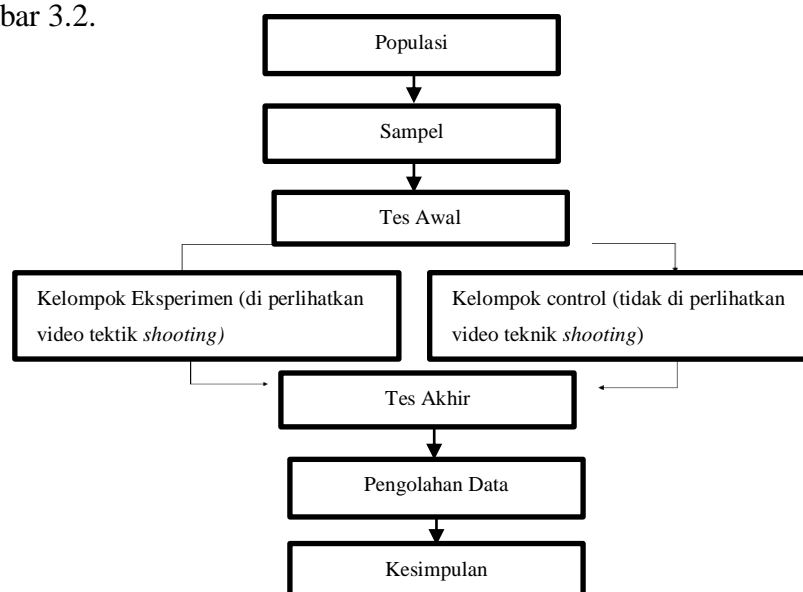 bar 3.2.
Populasi
Sampel
Tes Awal
Kelompok Eksperimen (di perlihatkan
video tektik shooting)
Kelompok control (tidak di perlihatkan
video teknik shooting)
Tes Akhir
Pengolahan Data
Kesimpulan